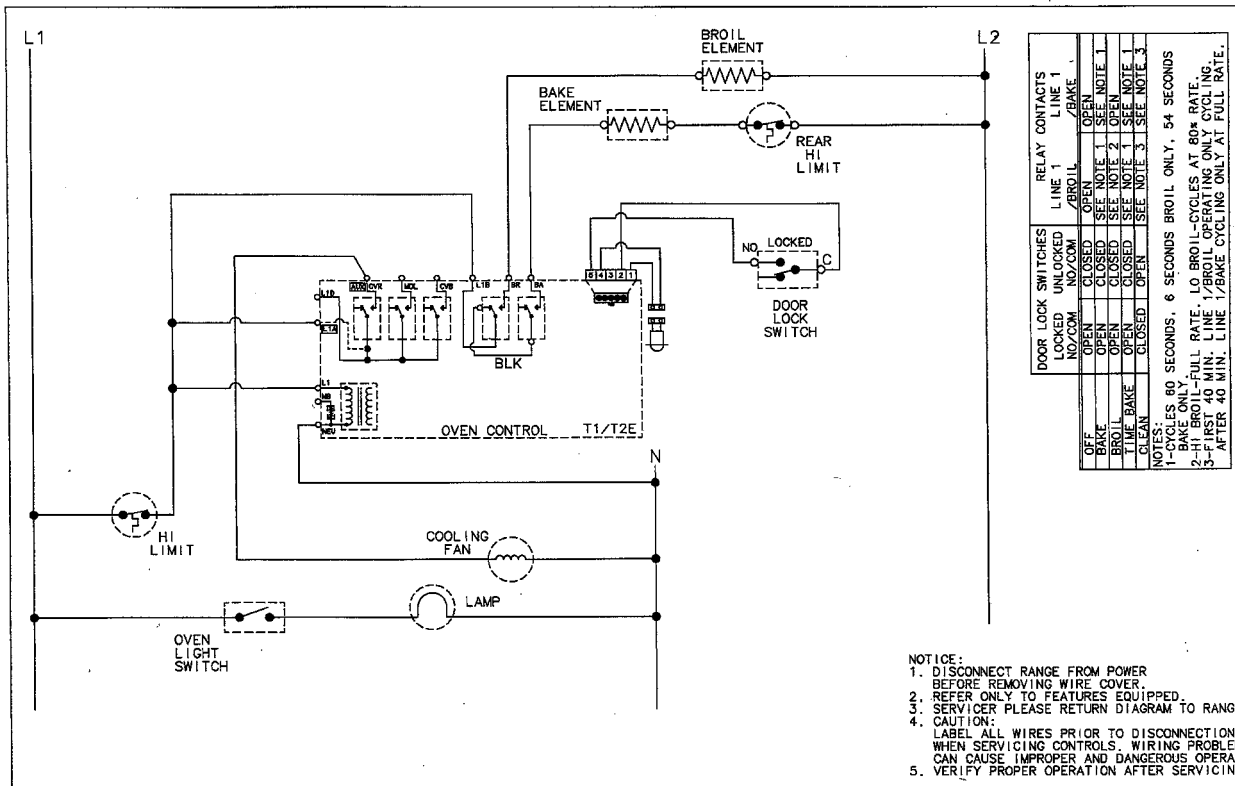 L1
BROIL
ELEMENT
L2
BAKE
ELEMENT
REAR
HI
LIMIT
NO LOCKED
C
DOOR
LOCK
SWITCH
5 4 3 2 1
AUX CVR MDL CVB L1B BR BA
L1D
L1A
BLK
L1
MB
NEU
OVEN CONTROL T1/T2E
N
HI
LIMIT
COOLING
FAN
LAMP
OVEN
LIGHT
SWITCH
DOOR LOCK SWITCHES RELAY CONTACTS
LOCKED UNLOCKED LINE 1 LINE 1
NO/COM NO/COM /BROIL /BAKE
OFF OPEN CLOSED OPEN OPEN
BAKE OPEN CLOSED SEE NOTE 1 SEE NOTE 1
BROIL OPEN CLOSED SEE NOTE 2 OPEN
TIME BAKE OPEN CLOSED SEE NOTE 1 SEE NOTE 1
CLEAN CLOSED OPEN SEE NOTE 3 SEE NOTE 3
NOTES:
1-CYCLES 60 SECONDS, 6 SECONDS BROIL ONLY, 54 SECONDS
BAKE ONLY.
2-HI BROIL-FULL RATE. LO BROIL-CYCLES AT 80% RATE.
3-FIRST 40 MIN. LINE 1/BROIL OPERATING ONLY CYCLING.
AFTER 40 MIN. LINE 1/BAKE CYCLING ONLY AT FULL RATE.
NOTICE:
1. DISCONNECT RANGE FROM POWER
BEFORE REMOVING WIRE COVER.
2. REFER ONLY TO FEATURES EQUIPPED.
3. SERVICER PLEASE RETURN DIAGRAM TO RANG
4. CAUTION:
LABEL ALL WIRES PRIOR TO DISCONNECTION
WHEN SERVICING CONTROLS. WIRING PROBLE
CAN CAUSE IMPROPER AND DANGEROUS OPERA
5. VERIFY PROPER OPERATION AFTER SERVICIN